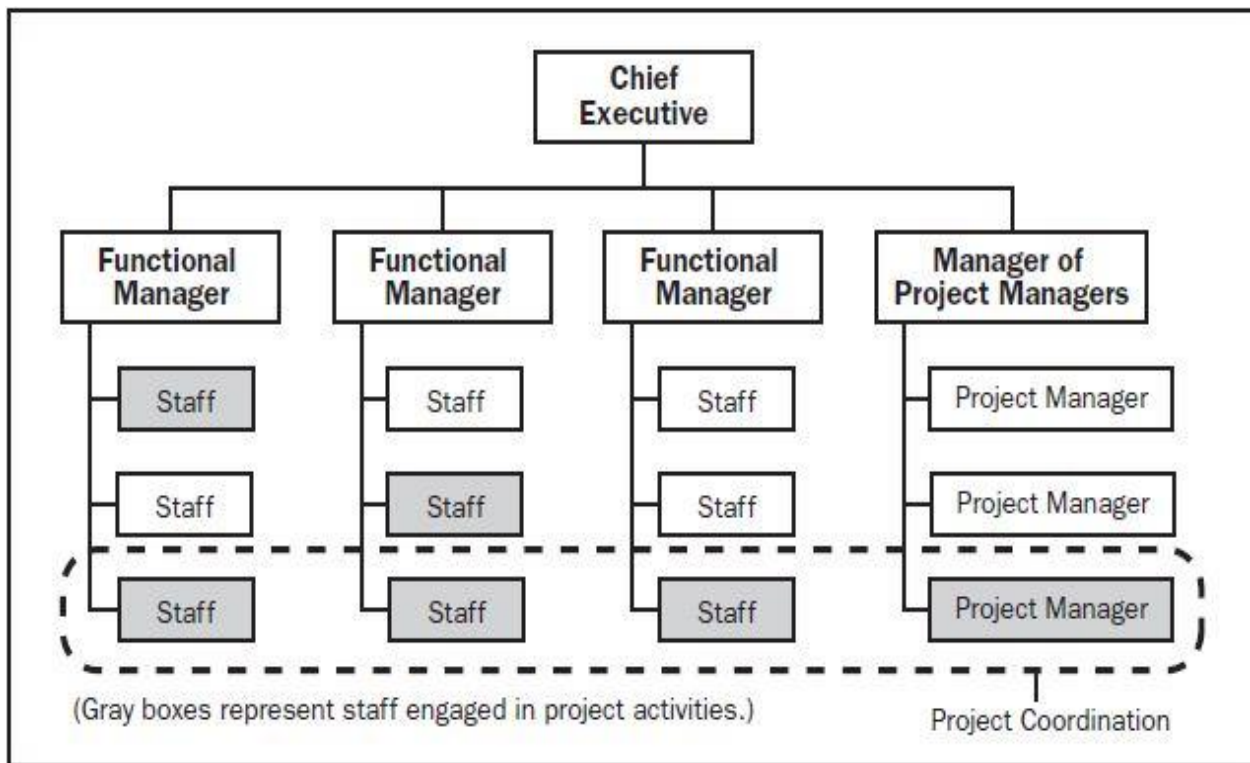 Chief
Executive
Functional
Manager
Functional
Manager
Functional
Manager
Manager of
Project Managers
Staff
Staff
Staff
Project Manager
Staff
Staff
Staff
Project Manager
Staff
Staff
Staff
Project Manager
(Gray boxes represent staff engaged in project activities.)
Project Coordination